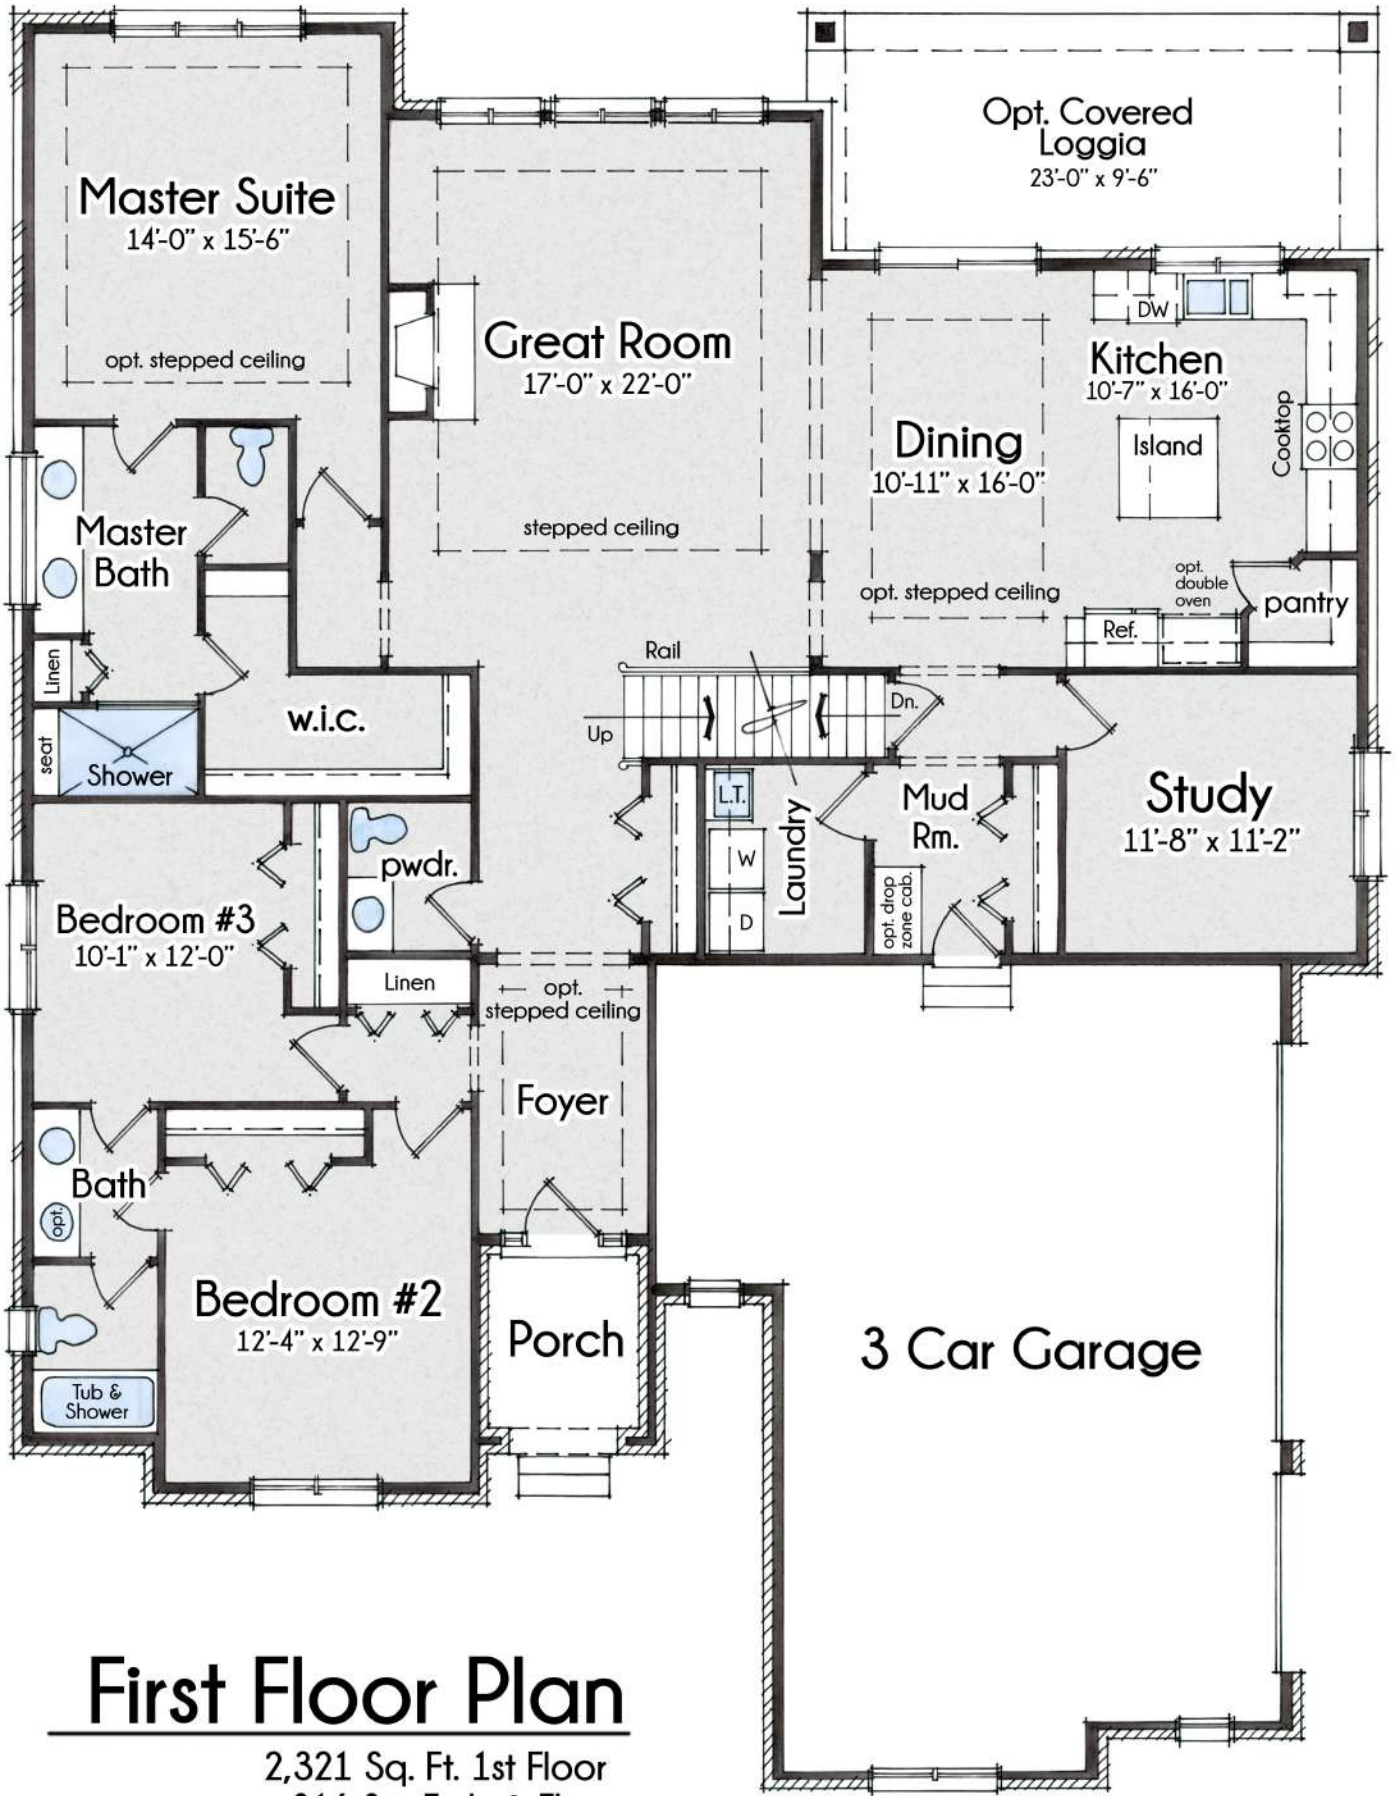 Opt. Covered
Loggia
23'-0" x 9'-6"
Master Suite
14'-0" x 15'-6"
opt. stepped ceiling
Great Room
17'-0" x 22'-0"
stepped ceiling
DW
Kitchen
10'-7" x 16'-0"
Island
Cooktop
Dining
10'-11" x 16'-0"
opt. stepped ceiling
opt.
double
oven
pantry
Ref.
Master
Bath
Linen
seat
Shower
w.i.c.
Rail
Up
Dn.
L.T.
W
D
Laundry
Mud
Rm.
opt. drop
zone cab.
Study
11'-8" x 11'-2"
pwdr.
Bedroom #3
10'-1" x 12'-0"
Linen
opt.
stepped ceiling
Foyer
Bath
opt.
Bedroom #2
12'-4" x 12'-9"
Tub &
Shower
Porch
3 Car Garage
First Floor Plan
2,321 Sq. Ft. 1st Floor